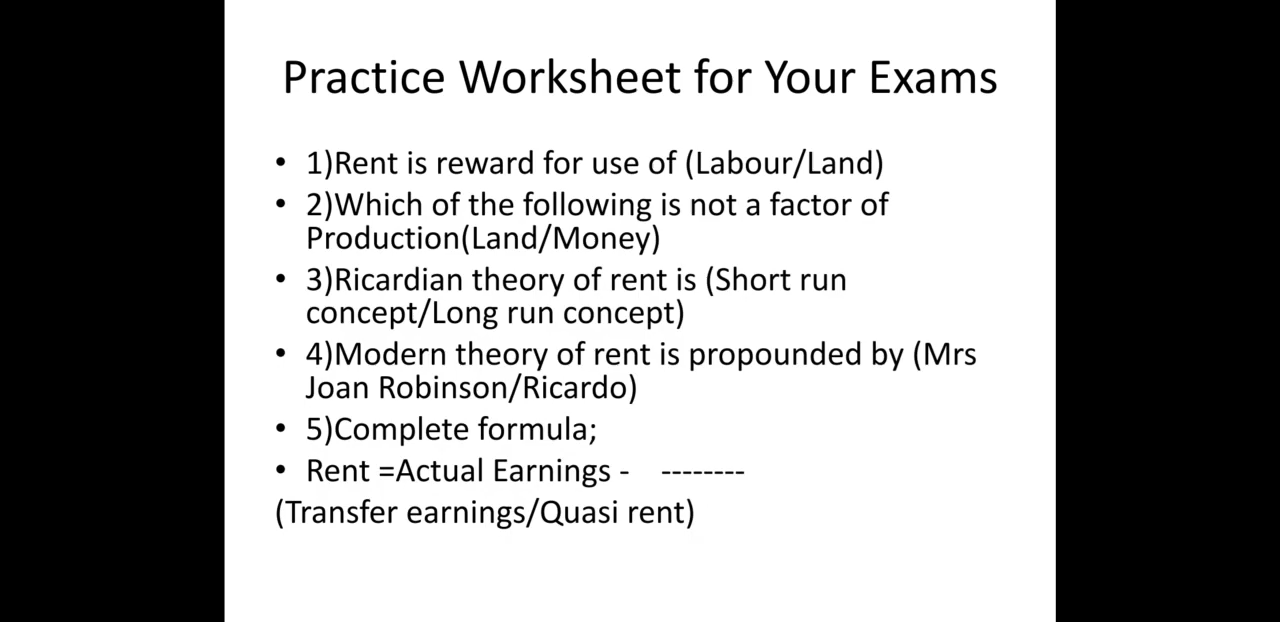 Practice Worksheet for Your Exams
• 1)Rent is reward for use of (Labour/Land)
• 2)Which of the following is not a factor of
Production(Land/Money)
• 3)Ricardian theory of rent is (Short run
concept/Long run concept)
• 4)Modern theory of rent is propounded by (Mrs
Joan Robinson/Ricardo)
• 5)Complete formula;
• Rent =Actual Earnings - --------
(Transfer earnings/Quasi rent)